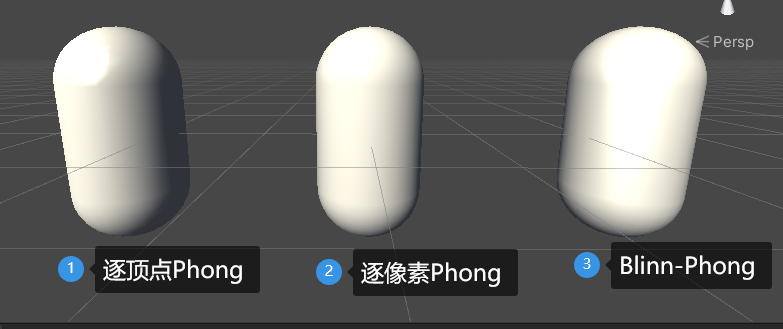 Persp
1
逐顶点Phong
2
逐像素Phong
3
Blinn-Phong